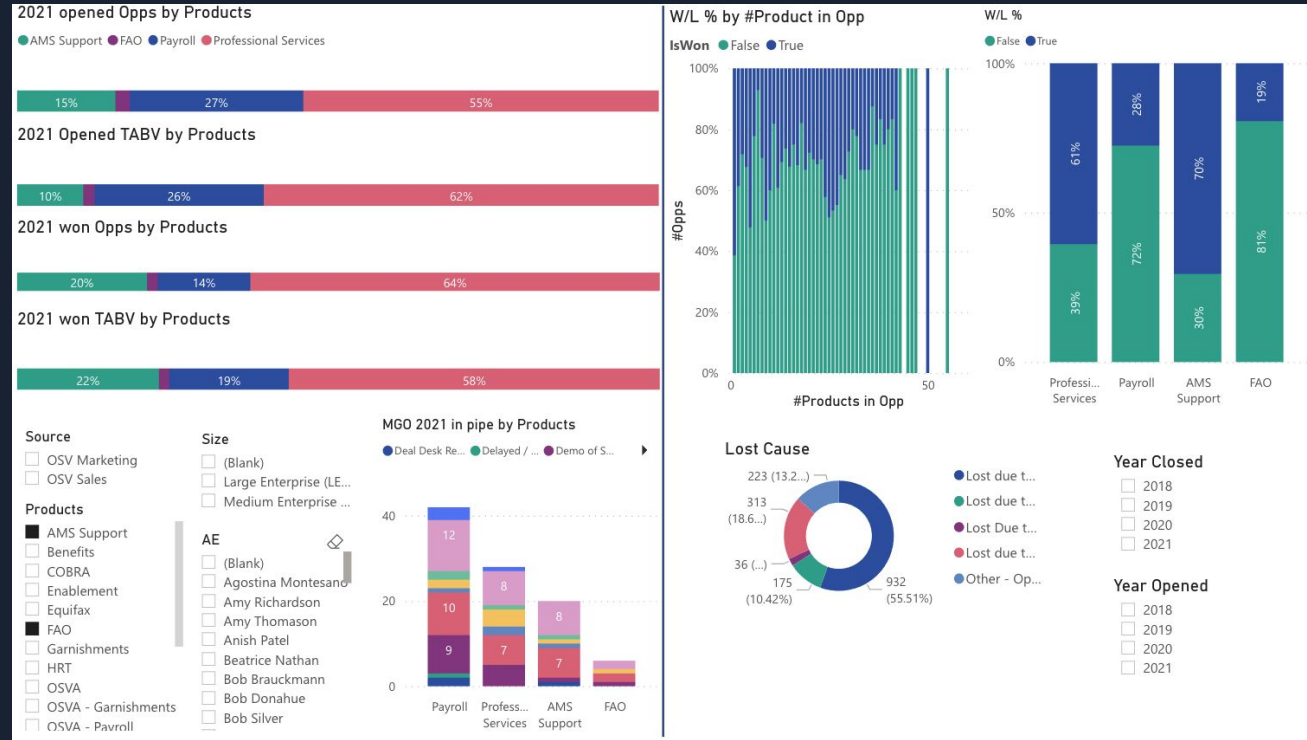 2021 opened Opps by Products
AMS Support FAO Payroll Professional Services
15% 27% 55%
2021 Opened TABV by Products
10% 26% 62%
2021 won Opps by Products
20% 14% 64%
2021 won TABV by Products
22% 19% 58%
Source
OSV Marketing
OSV Sales
Products
AMS Support
Benefits
COBRA
Enablement
Equifax
FAO
Garnishments
HRT
OSVA
OSVA - Garnishments
OSVA - Payroll
Size
(Blank)
Large Enterprise (LE...
Medium Enterprise ...
AE
(Blank)
Agostina Montesano
Amy Richardson
Amy Thomason
Anish Patel
Beatrice Nathan
Bob Brauckmann
Bob Donahue
Bob Silver
MGO 2021 in pipe by Products
Deal Desk Re... Delayed / ... Demo of S...
40
20
0
12
10
9
8
7
8
7
Payroll Profess... AMS FAO
Services Support
W/L % by #Product in Opp
IsWon False True
100%
80%
60%
40%
20%
0%
#Opps
0 50
#Products in Opp
W/L %
False True
100%
50%
0%
61% 28% 70% 19%
39% 72% 30% 81%
Professi... Payroll AMS FAO
Services Support
Lost Cause
223 (13.2...)
313
(18.6...)
36 (...)
175
(10.42%)
932
(55.51%)
Lost due t...
Lost due t...
Lost Due t...
Lost due t...
Other - Op...
Year Closed
2018
2019
2020
2021
Year Opened
2018
2019
2020
2021